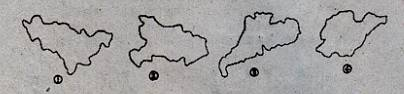 ① ② ③ ④